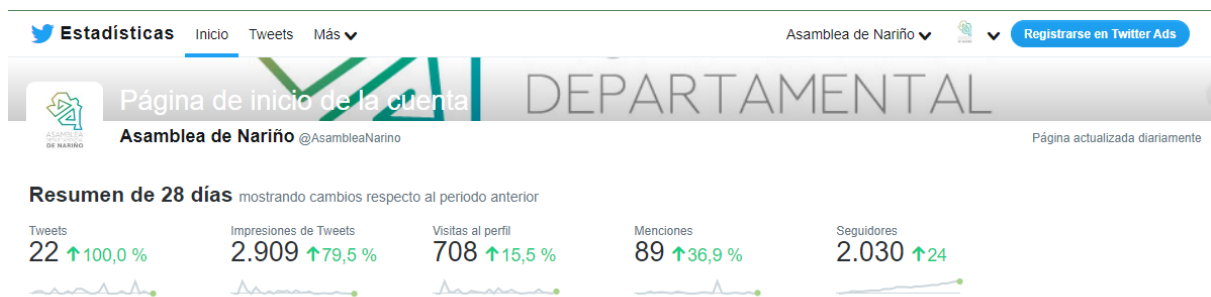 Estadísticas Inicio Tweets Más Asamblea de Nariño Registrarse en Twitter Ads
DEPARTAMENTAL
Página de inicio de la cuenta
ASAMBLEA
DE NARIÑO
Asamblea de Nariño @AsambleaNarino Página actualizada diariamente
Resumen de 28 días mostrando cambios respecto al periodo anterior
Tweets Impresiones de Tweets Visitas al perfil Menciones Seguidores
22 100,0 % 2.909 79,5 % 708 15,5 % 89 36,9 % 2.030 24